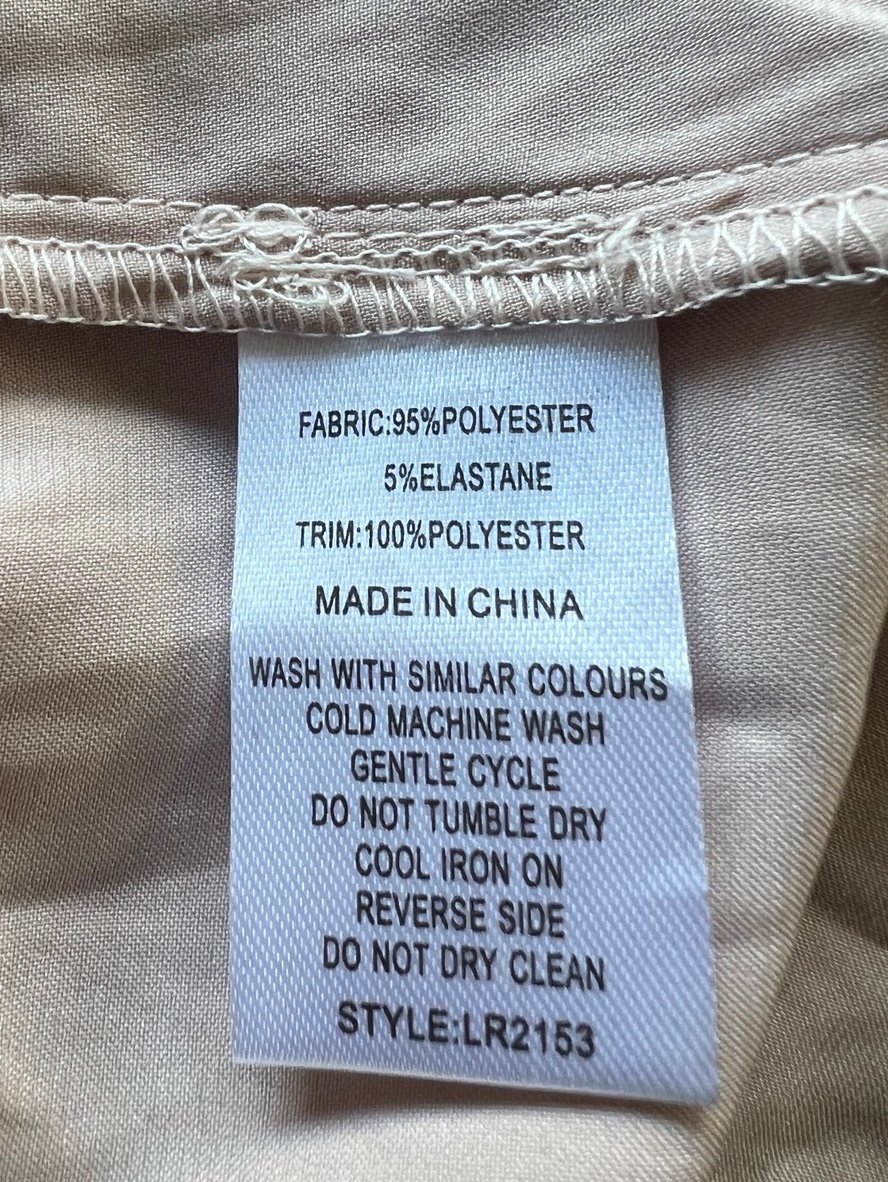 FABRIC:95%POLYESTER
5%ELASTANE
TRIM:100%POLYESTER
MADE IN CHINA
WASH WITH SIMILAR COLOURS
COLD MACHINE WASH
GENTLE CYCLE
DO NOT TUMBLE DRY
COOL IRON ON
REVERSE SIDE
DO NOT DRY CLEAN
STYLE:LR2153